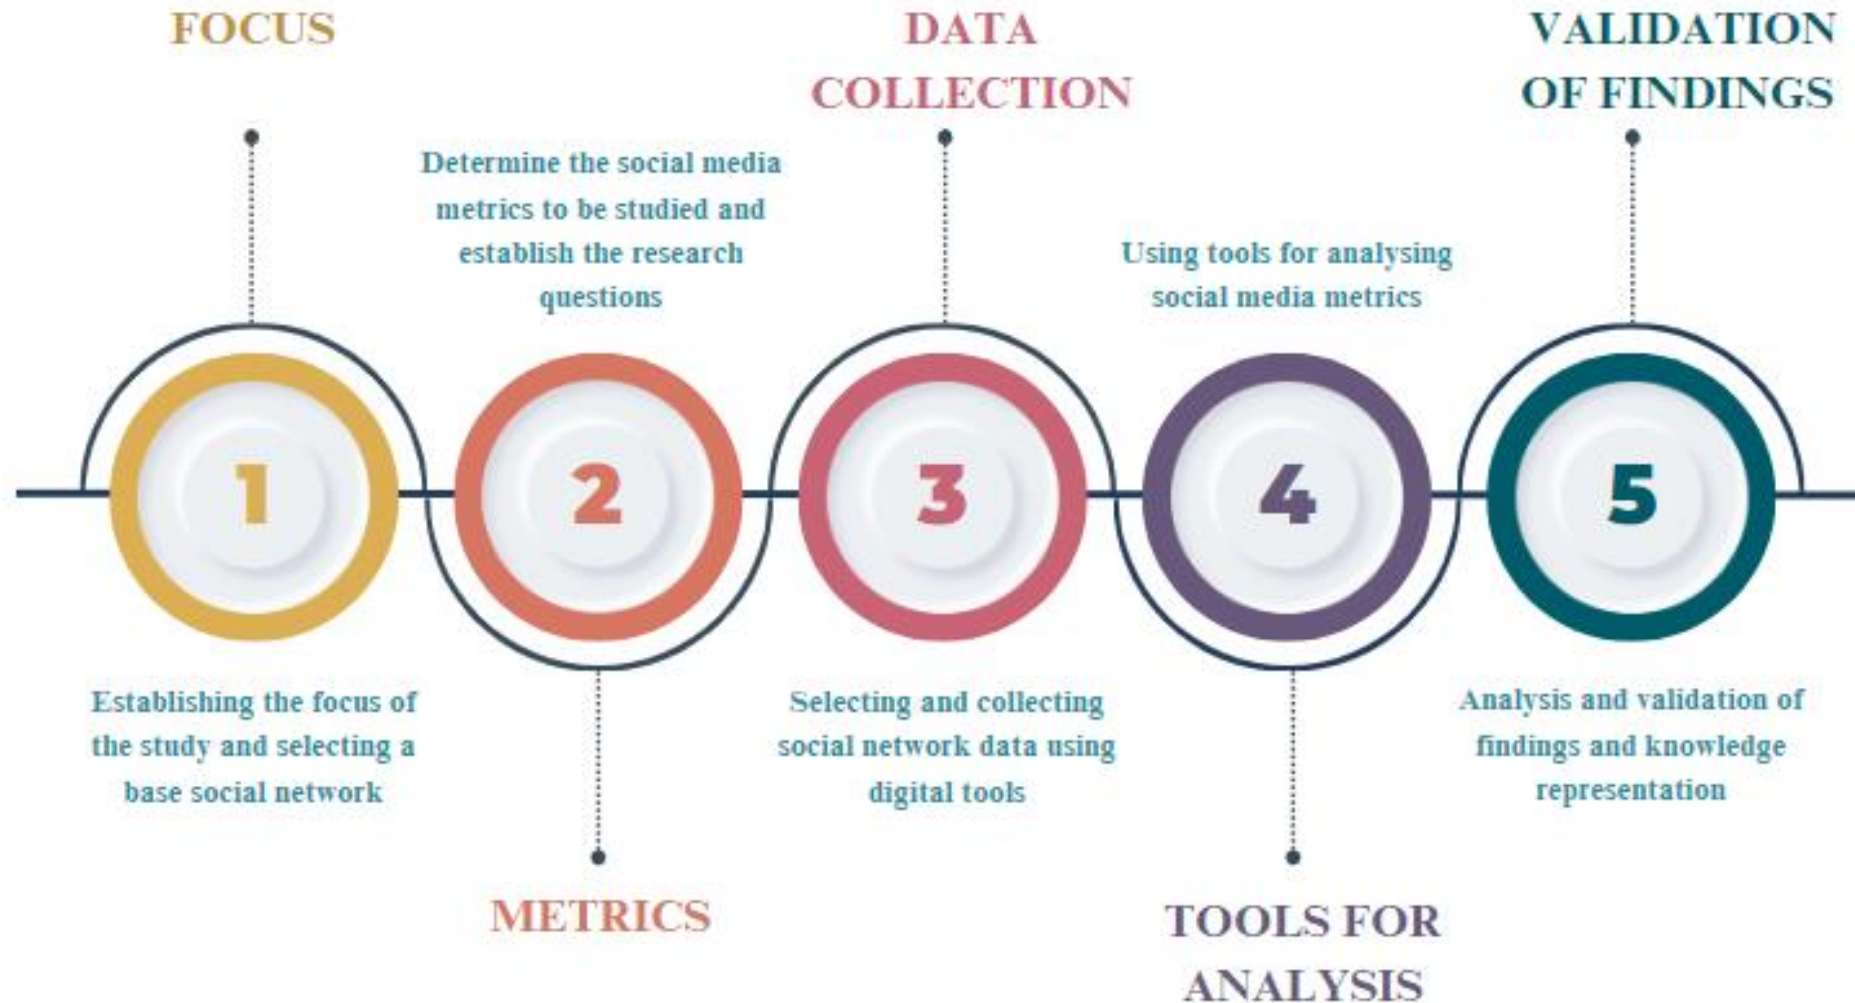 FOCUS
1
Establishing the focus of
the study and selecting a
base social network
Determine the social media
metrics to be studied and
establish the research
questions
2
METRICS
DATA
COLLECTION
3
Selecting and collecting
social network data using
digital tools
Using tools for analysing
social media metrics
4
TOOLS FOR
ANALYSIS
VALIDATION
OF FINDINGS
5
Analysis and validation of
findings and knowledge
representation